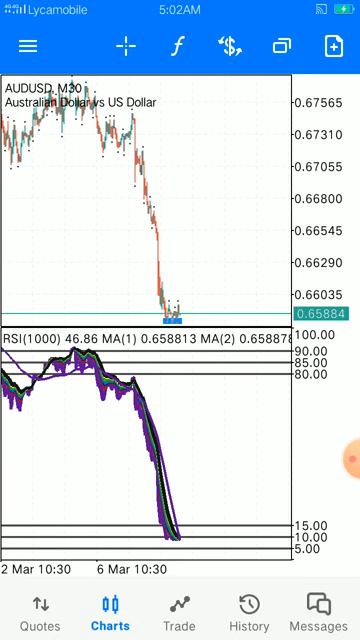 4G 4G Lycamobile 5:02AM
AUDUSD, M30
Australian Dollar vs US Dollar
0.67565
0.67310
0.67055
0.66800
0.66545
0.66290
0.66035
0.65884
RSI(1000) 46.86 MA(1) 0.658813 MA(2) 0.658878
100.00
90.00
85.00
80.00
15.00
10.00
5.00
2 Mar 10:30 6 Mar 10:30
Quotes Charts Trade History Messages